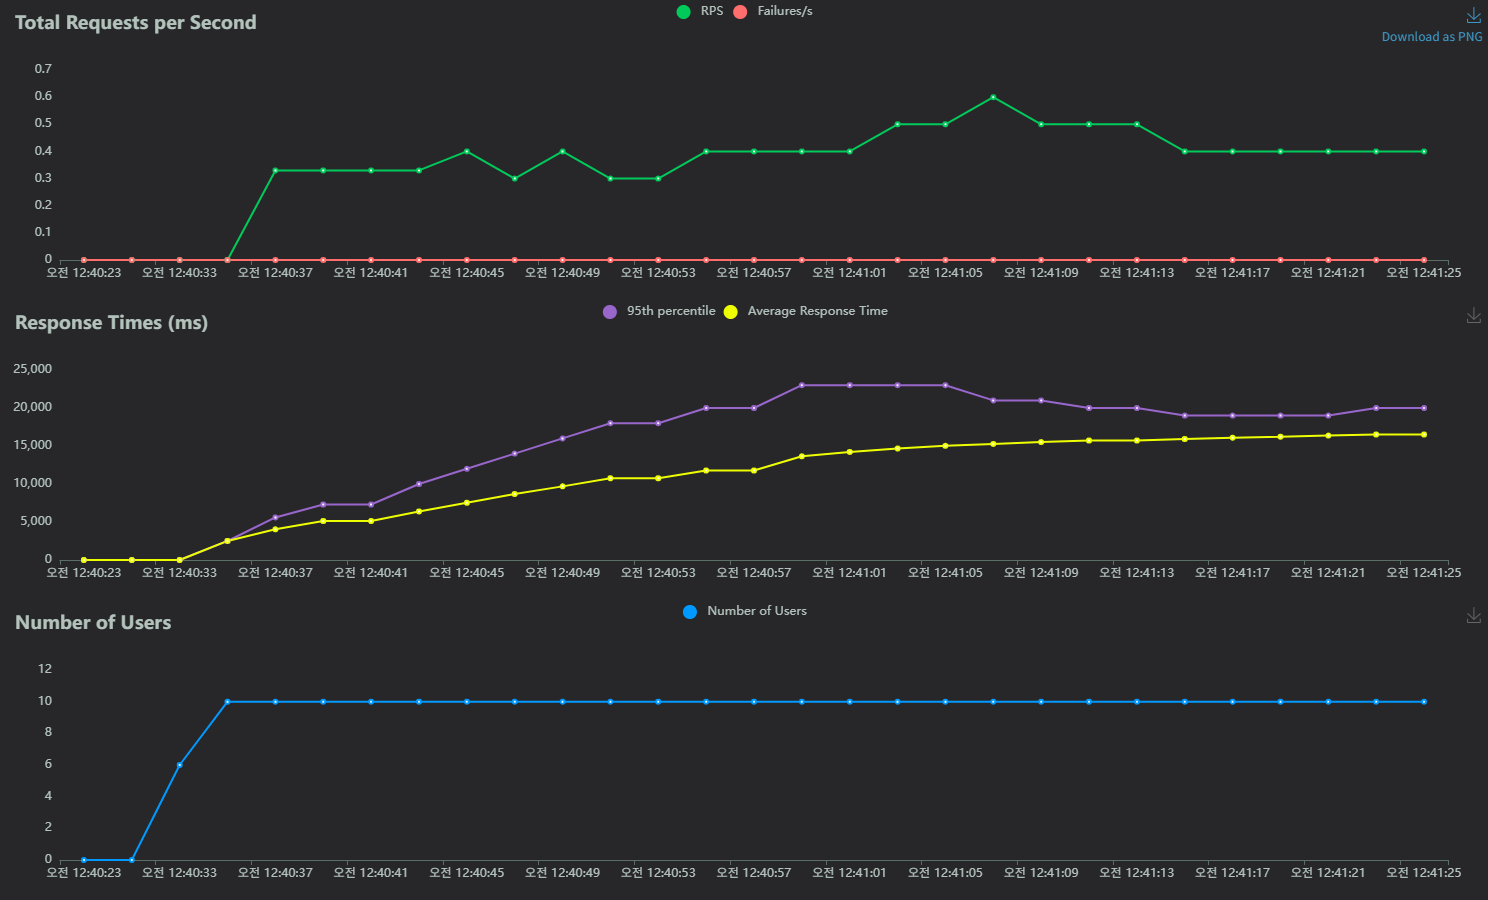 Total Requests per Second
RPS Failures/s
Download as PNG
0.7
0.6
0.5
0.4
0.3
0.2
0.1
0
오전 12:40:23 오전 12:40:33 오전 12:40:37 오전 12:40:41 오전 12:40:45 오전 12:40:49 오전 12:40:53 오전 12:40:57 오전 12:41:01 오전 12:41:05 오전 12:41:09 오전 12:41:13 오전 12:41:17 오전 12:41:21 오전 12:41:25
Response Times (ms)
95th percentile Average Response Time
25,000
20,000
15,000
10,000
5,000
0
오전 12:40:23 오전 12:40:33 오전 12:40:37 오전 12:40:41 오전 12:40:45 오전 12:40:49 오전 12:40:53 오전 12:40:57 오전 12:41:01 오전 12:41:05 오전 12:41:09 오전 12:41:13 오전 12:41:17 오전 12:41:21 오전 12:41:25
Number of Users
Number of Users
12
10
8
6
4
2
0
오전 12:40:23 오전 12:40:33 오전 12:40:37 오전 12:40:41 오전 12:40:45 오전 12:40:49 오전 12:40:53 오전 12:40:57 오전 12:41:01 오전 12:41:05 오전 12:41:09 오전 12:41:13 오전 12:41:17 오전 12:41:21 오전 12:41:25